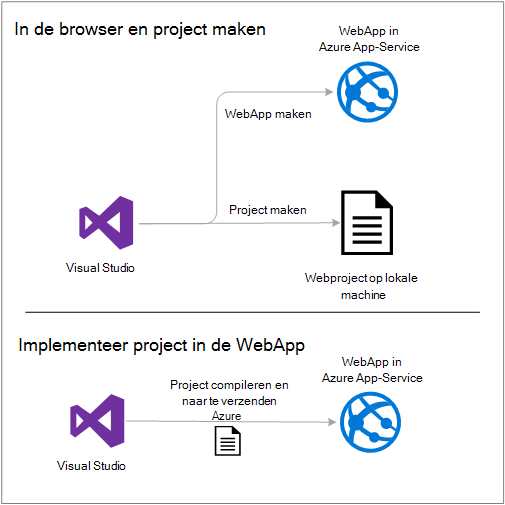 In de browser en project maken
WebApp in
Azure App-Service
WebApp maken
Project maken
Visual Studio
Webproject op lokale
machine
Implementeer project in de WebApp
WebApp in
Azure App-Service
Project compileren en
naar te verzenden
Azure
Visual Studio